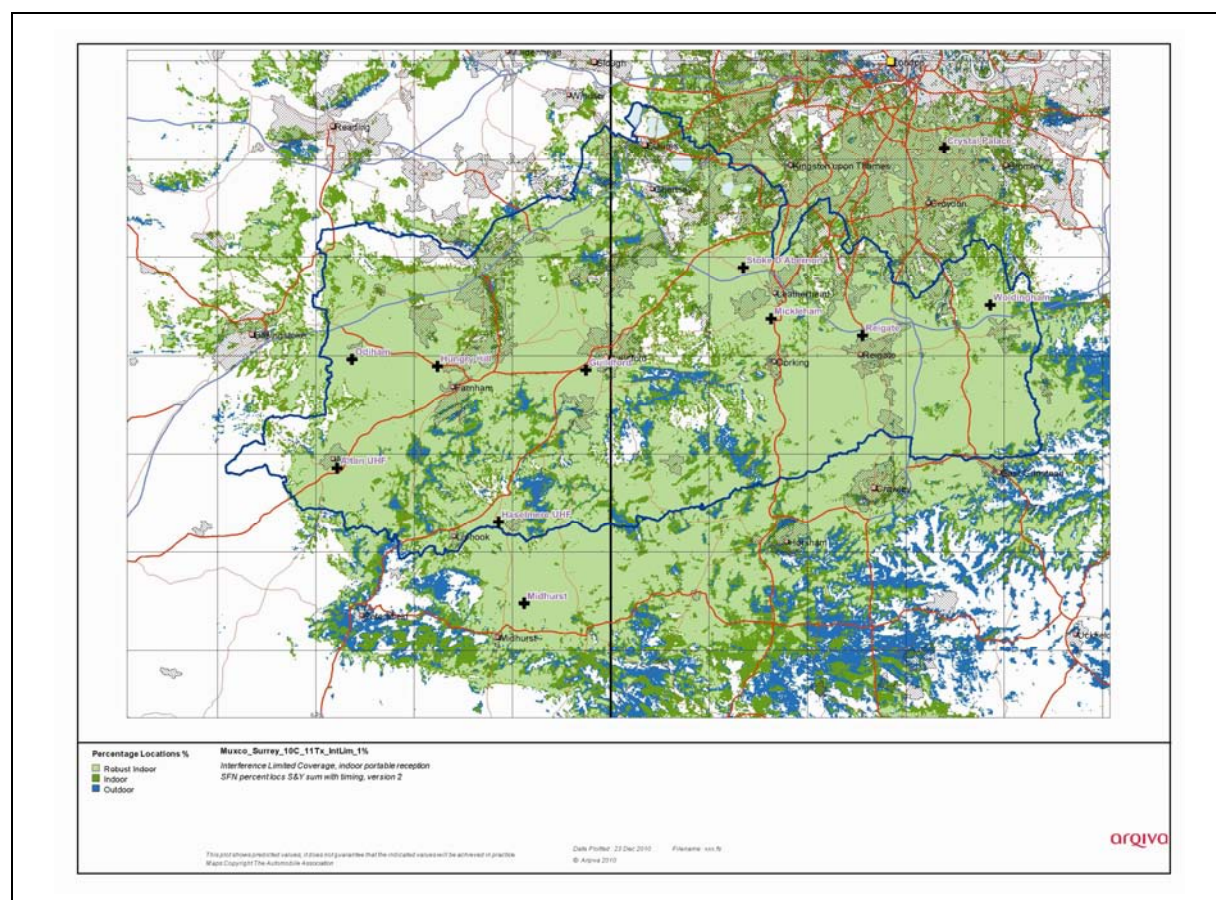 Slough
London
Reading
Crystal Palace
Kingston upon Thames
Bromley
Croydon
Stoke D'Abernon
Leatherhead
Woldingham
Mickleham
Reigate
Odiham
Hungry Hill
Guildford
Reigate
Dorking
Farnham
Alton UHF
Crawley
Haselmere UHF
Liphook
Horsham
Midhurst
Midhurst
Percentage Locations %
Robust Indoor
Indoor
Outdoor
Muxco_Surrey_10C_11Tx_IntLim_1%
Interference Limited Coverage, indoor portable reception
SFN percent locs S&Y sum with timing, version 2
arqiva
This plot shows predicted values, it does not guarantee that the indicated values will be achieved in practice
Maps Copyright The Automobile Association
Date Plotted : 23 Dec 2010 Filename: xxx.fii
© Arqiva 2010